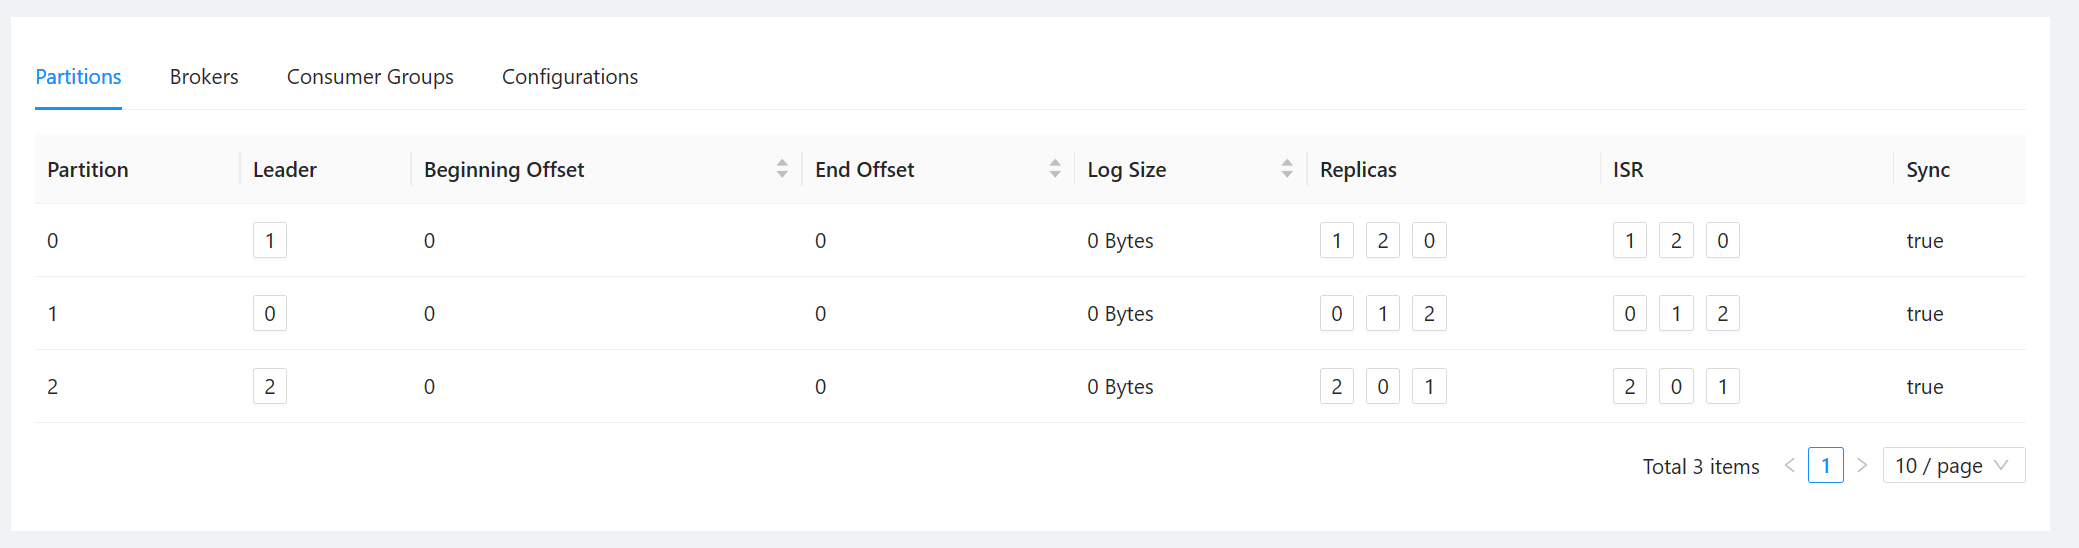 Partitions Brokers Consumer Groups Configurations
Partition Leader Beginning Offset End Offset Log Size Replicas ISR Sync
0 1 0 0 0 Bytes 1 2 0 1 2 0 true
1 0 0 0 0 Bytes 0 1 2 0 1 2 true
2 2 0 0 0 Bytes 2 0 1 2 0 1 true
Total 3 items < 1 > 10 / page